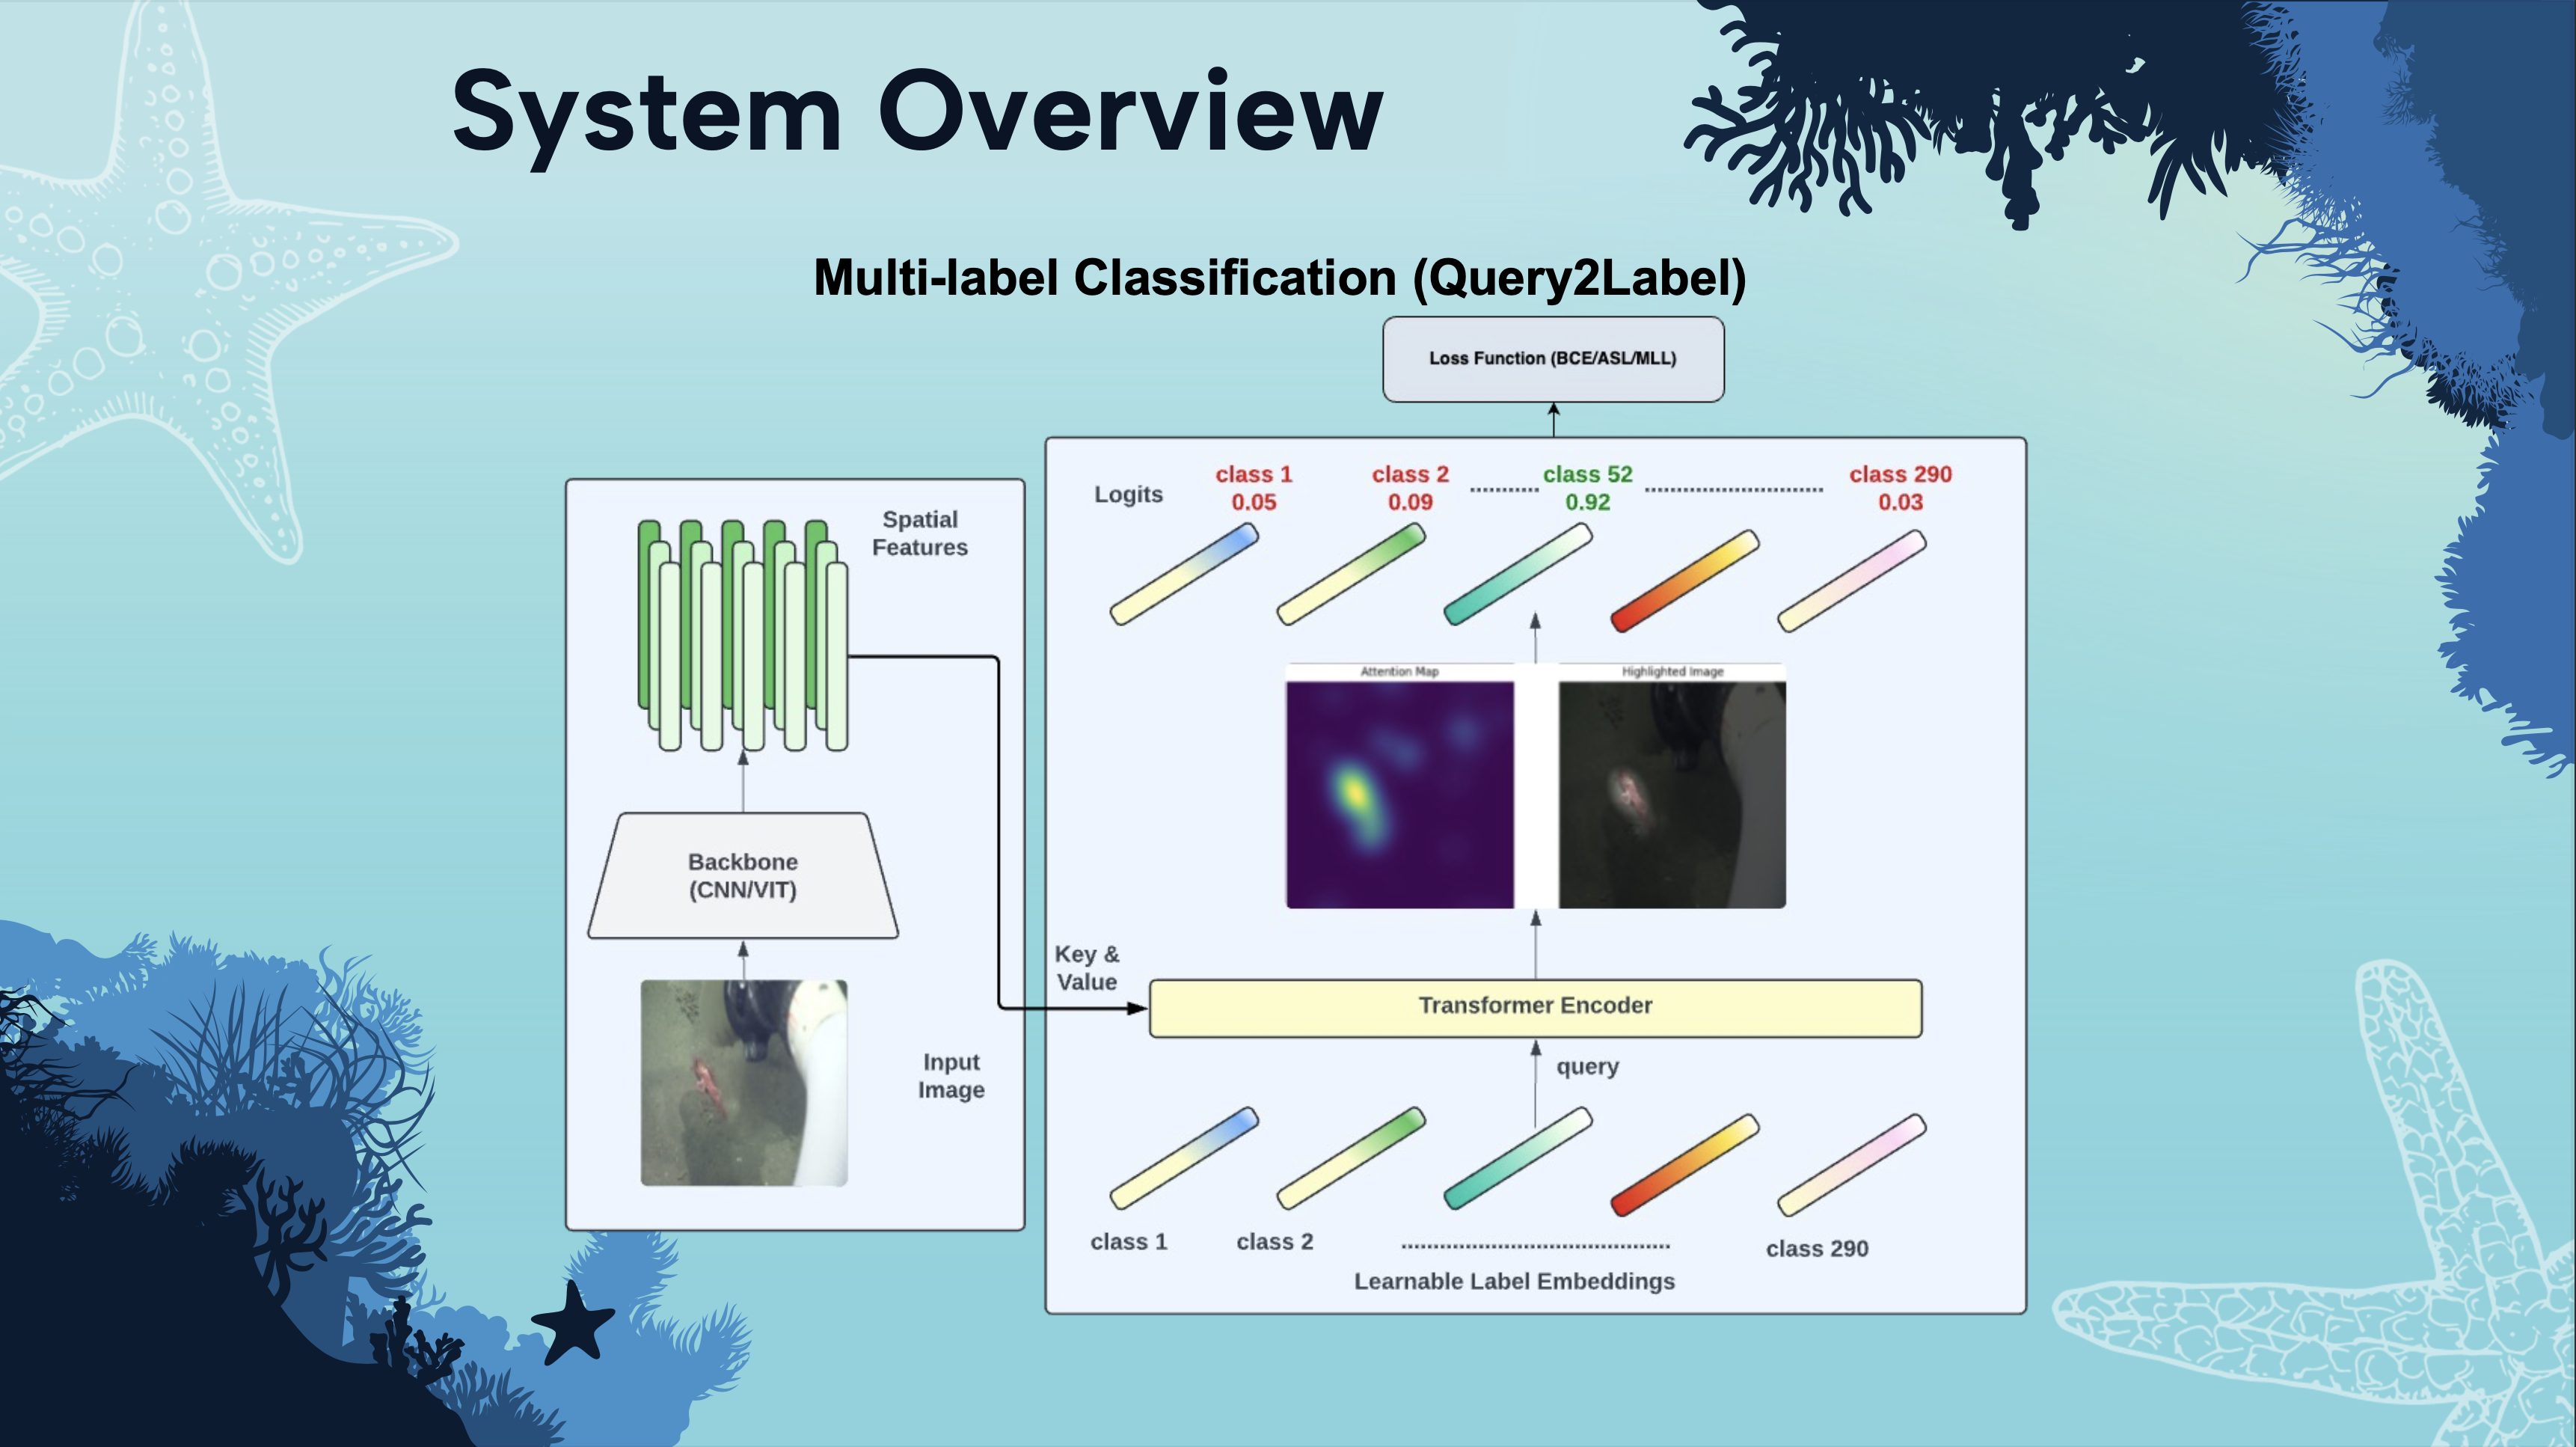 System Overview
Multi-label Classification (Query2Label)
Loss Function (BCE/ASL/MLL)
Spatial
Features
Backbone
(CNN/VIT)
Input
Image
Logits
class 1
0.05
class 2
0.09
class 52
0.92
class 290
0.03
Attention Map
Highlighted Image
Key &
Value
Transformer Encoder
query
class 1
class 2
class 290
Learnable Label Embeddings